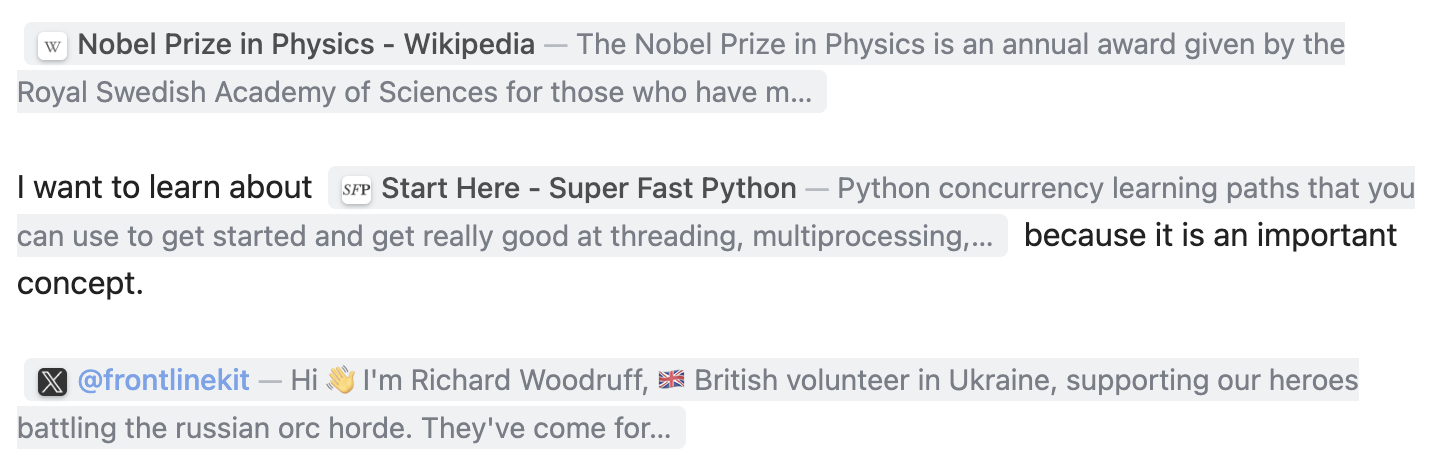 W Nobel Prize in Physics - Wikipedia — The Nobel Prize in Physics is an annual award given by the
Royal Swedish Academy of Sciences for those who have m...
I want to learn about SFP Start Here - Super Fast Python — Python concurrency learning paths that you
can use to get started and get really good at threading, multiprocessing,... because it is an important
concept.
X @frontlinekit — Hi 👋 I'm Richard Woodruff, 🇬🇧 British volunteer in Ukraine, supporting our heroes
battling the russian orc horde. They've come for...